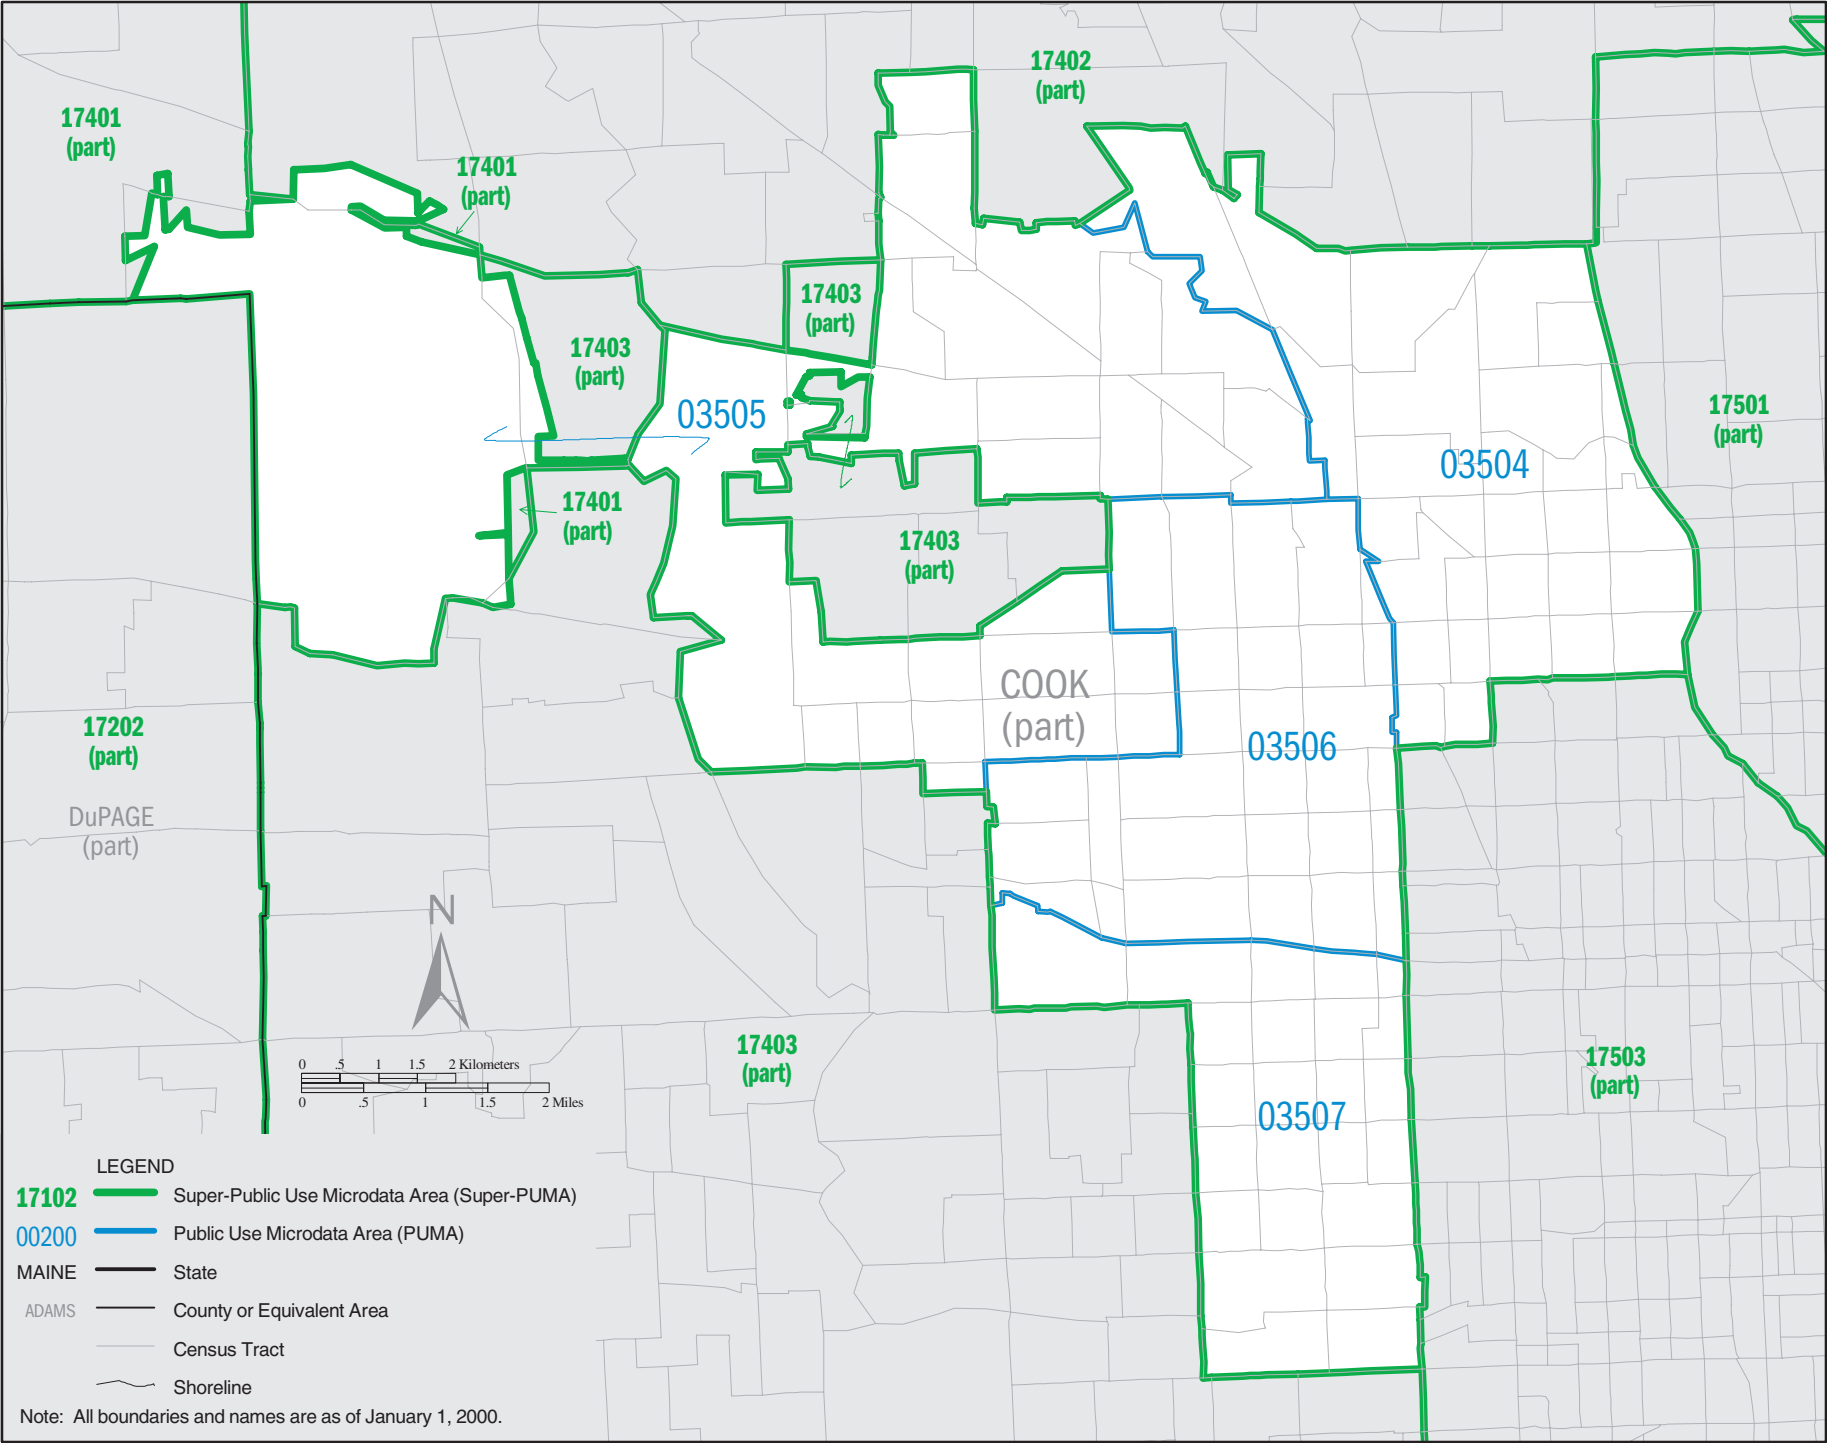 17402
(part)
17401
(part)
17401
(part)
17403
(part)
17403
(part)
03505
17501
(part)
03504
17401
(part)
17403
(part)
COOK
(part)
17202
(part)
03506
DuPAGE
(part)
N
0 .5 1 1.5 2 Kilometers
0 .5 1 1.5 2 Miles
17403
(part)
17503
(part)
03507
LEGEND
17102 Super-Public Use Microdata Area (Super-PUMA)
00200 Public Use Microdata Area (PUMA)
MAINE State
ADAMS County or Equivalent Area
Census Tract
Shoreline
Note: All boundaries and names are as of January 1, 2000.